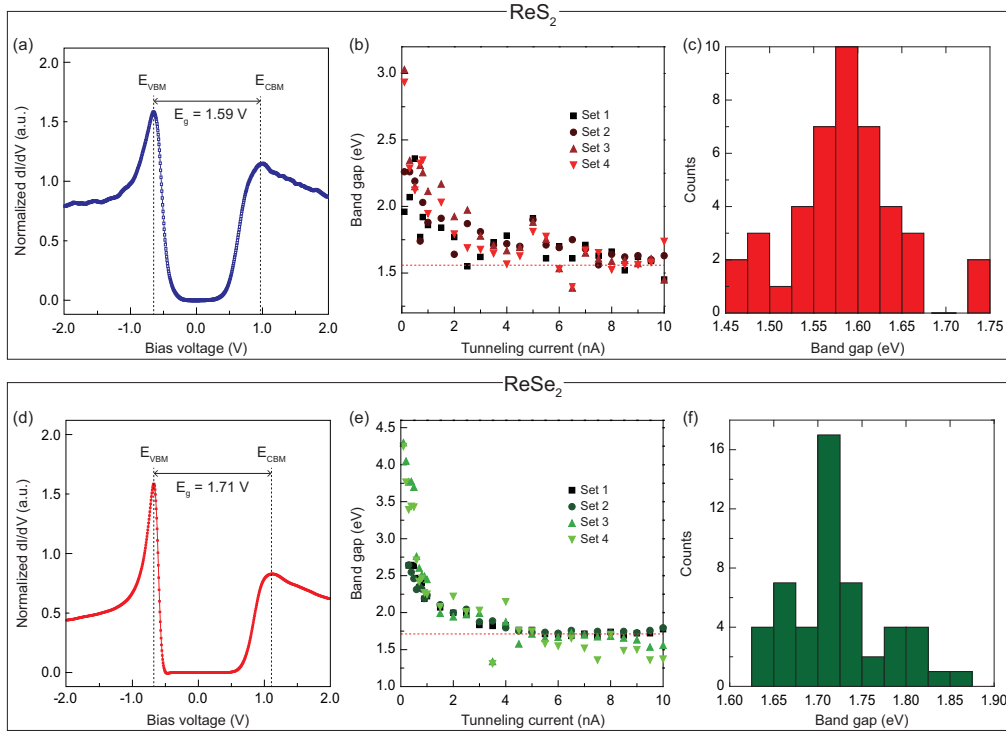 ReS2
(a)
2.0
1.5
1.0
0.5
0.0
Normalized dI/dV (a.u.)
EVBM
ECBM
Eg = 1.59 V
-2.0 -1.0 0.0 1.0 2.0
Bias voltage (V)
(b)
3.0
2.5
2.0
1.5
1.0
Band gap (eV)
Set 1
Set 2
Set 3
Set 4
0 2 4 6 8 10
Tunneling current (nA)
(c)
10
8
6
4
2
0
Counts
1.45 1.50 1.55 1.60 1.65 1.70 1.75
Band gap (eV)
ReSe2
(d)
2.0
1.5
1.0
0.5
0.0
Normalized dI/dV (a.u.)
EVBM
ECBM
Eg = 1.71 V
-2.0 -1.0 0.0 1.0 2.0
Bias voltage (V)
(e)
4.5
4.0
3.5
3.0
2.5
2.0
1.5
1.0
Band gap (eV)
Set 1
Set 2
Set 3
Set 4
0 2 4 6 8 10
Tunneling current (nA)
(f)
16
12
8
4
0
Counts
1.60 1.65 1.70 1.75 1.80 1.85 1.90
Band gap (eV)